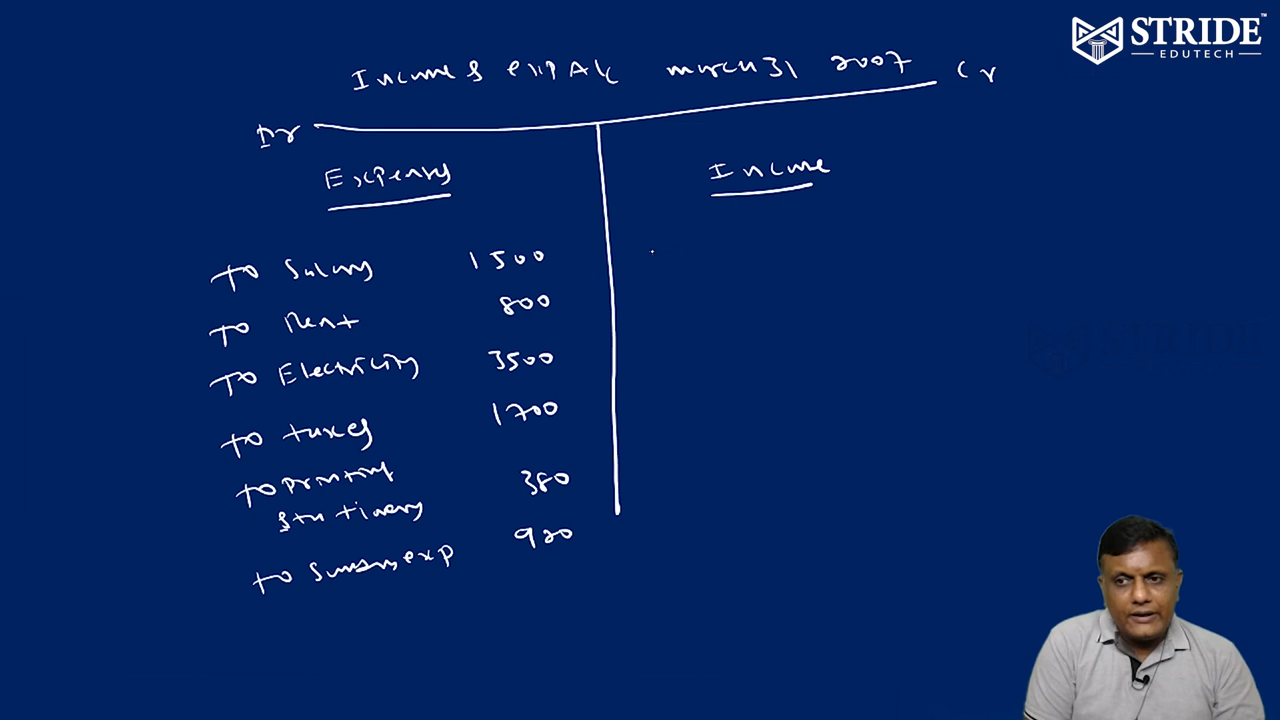 STRIDE™
EDUTECH
Income & exp A/c march 31 2007 Cr
Dr
Expenses
Income
To Salary 1500
To Rent 800
To Electricity 3500
To taxes 1700
To Printing
& Stationery 380
To Sundry exp 920
STRIDE